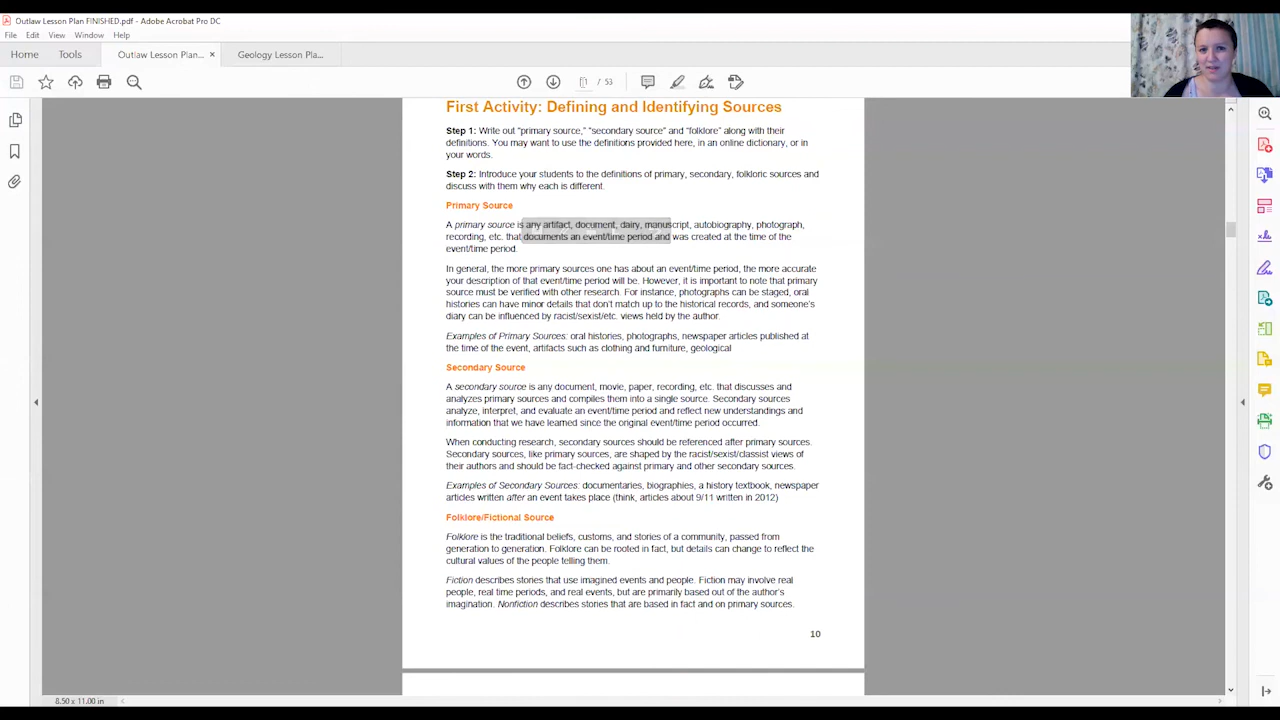 Outlaw Lesson Plan FINISHED.pdf - Adobe Acrobat Pro DC
File Edit View Window Help
Home Tools Outlaw Lesson Plan... × Geology Lesson Pla...
/ 53
First Activity: Defining and Identifying Sources
Step 1: Write out "primary source," "secondary source" and "folklore" along with their
definitions. You may want to use the definitions provided here, in an online dictionary, or in
your words.
Step 2: Introduce your students to the definitions of primary, secondary, folkloric sources and
discuss with them why each is different.
Primary Source
A primary source is any artifact, document, dairy, manuscript, autobiography, photograph,
recording, etc. that documents an event/time period and was created at the time of the
event/time period.
In general, the more primary sources one has about an event/time period, the more accurate
your description of that event/time period will be. However, it is important to note that primary
source must be verified with other research. For instance, photographs can be staged, oral
histories can have minor details that don't match up to the historical records, and someone's
diary can be influenced by racist/sexist/etc. views held by the author.
Examples of Primary Sources: oral histories, photographs, newspaper articles published at
the time of the event, artifacts such as clothing and furniture, geological
Secondary Source
A secondary source is any document, movie, paper, recording, etc. that discusses and
analyzes primary sources and compiles them into a single source. Secondary sources
analyze, interpret, and evaluate an event/time period and reflect new understandings and
information that we have learned since the original event/time period occurred.
When conducting research, secondary sources should be referenced after primary sources.
Secondary sources, like primary sources, are shaped by the racist/sexist/classist views of
their authors and should be fact-checked against primary and other secondary sources.
Examples of Secondary Sources: documentaries, biographies, a history textbook, newspaper
articles written after an event takes place (think, articles about 9/11 written in 2012)
Folklore/Fictional Source
Folklore is the traditional beliefs, customs, and stories of a community, passed from
generation to generation. Folklore can be rooted in fact, but details can change to reflect the
cultural values of the people telling them.
Fiction describes stories that use imagined events and people. Fiction may involve real
people, real time periods, and real events, but are primarily based out of the author's
imagination. Nonfiction describes stories that are based in fact and on primary sources.
10
8.50 x 11.00 in